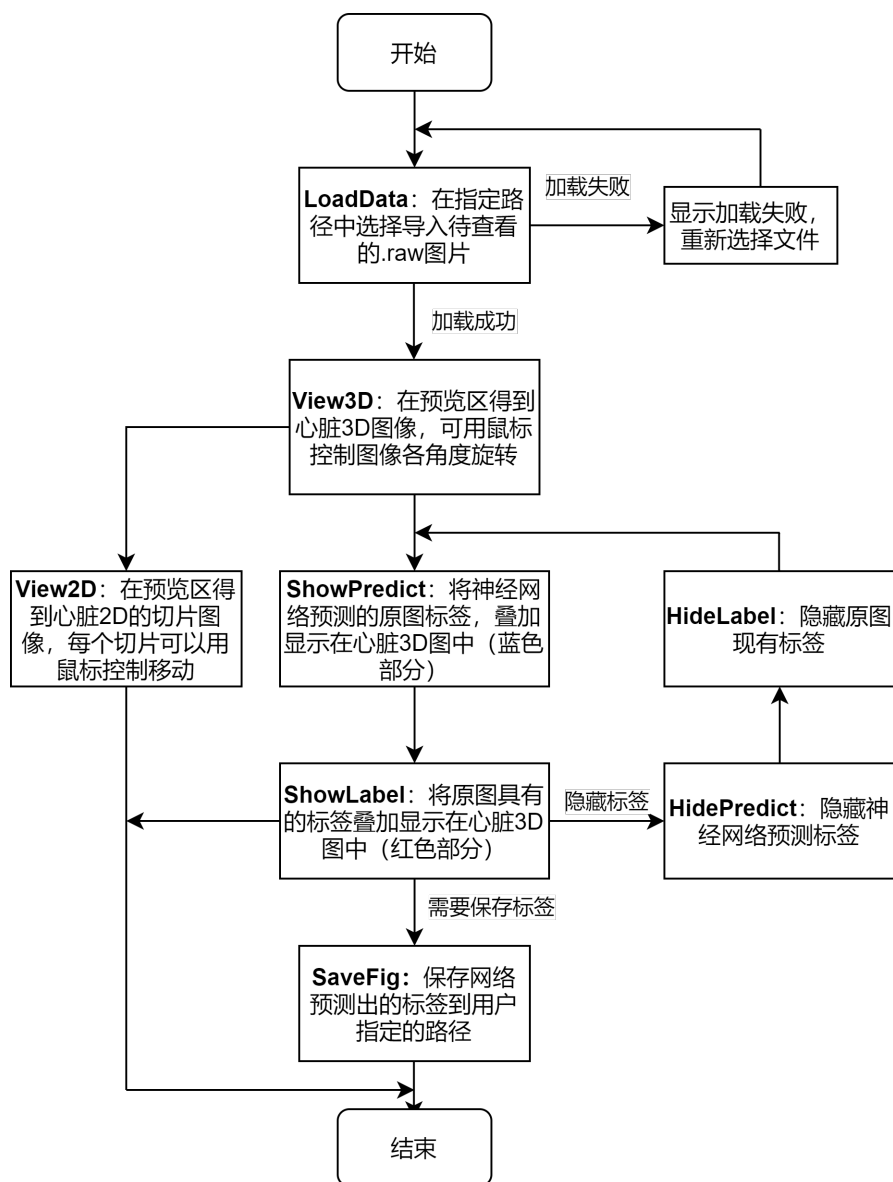 开始
LoadData：在指定路
径中选择导入待查看
的.raw图片
加载失败
显示加载失败，
重新选择文件
加载成功
View3D：在预览区得到
心脏3D图像，可用鼠标
控制图像各角度旋转
View2D：在预览区得
到心脏2D的切片图
像，每个切片可以用
鼠标控制移动
ShowPredict：将神经网
络预测的原图标签，叠加
显示在心脏3D图中（蓝色
部分）
HideLabel：隐藏原图
现有标签
ShowLabel：将原图具有
的标签叠加显示在心脏3D
图中（红色部分）
隐藏标签
HidePredict：隐藏神
经网络预测标签
需要保存标签
SaveFig：保存网络
预测出的标签到用户
指定的路径
结束